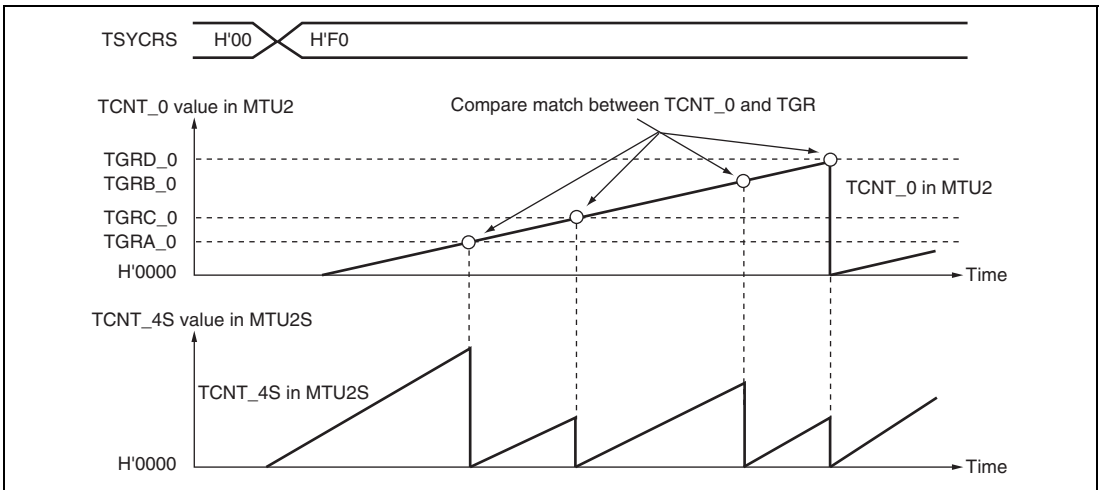 TSYCRS H'00 H'F0
TCNT_0 value in MTU2
Compare match between TCNT_0 and TGR
TGRD_0
TGRB_0
TCNT_0 in MTU2
TGRC_0
TGRA_0
H'0000
Time
TCNT_4S value in MTU2S
TCNT_4S in MTU2S
H'0000
Time